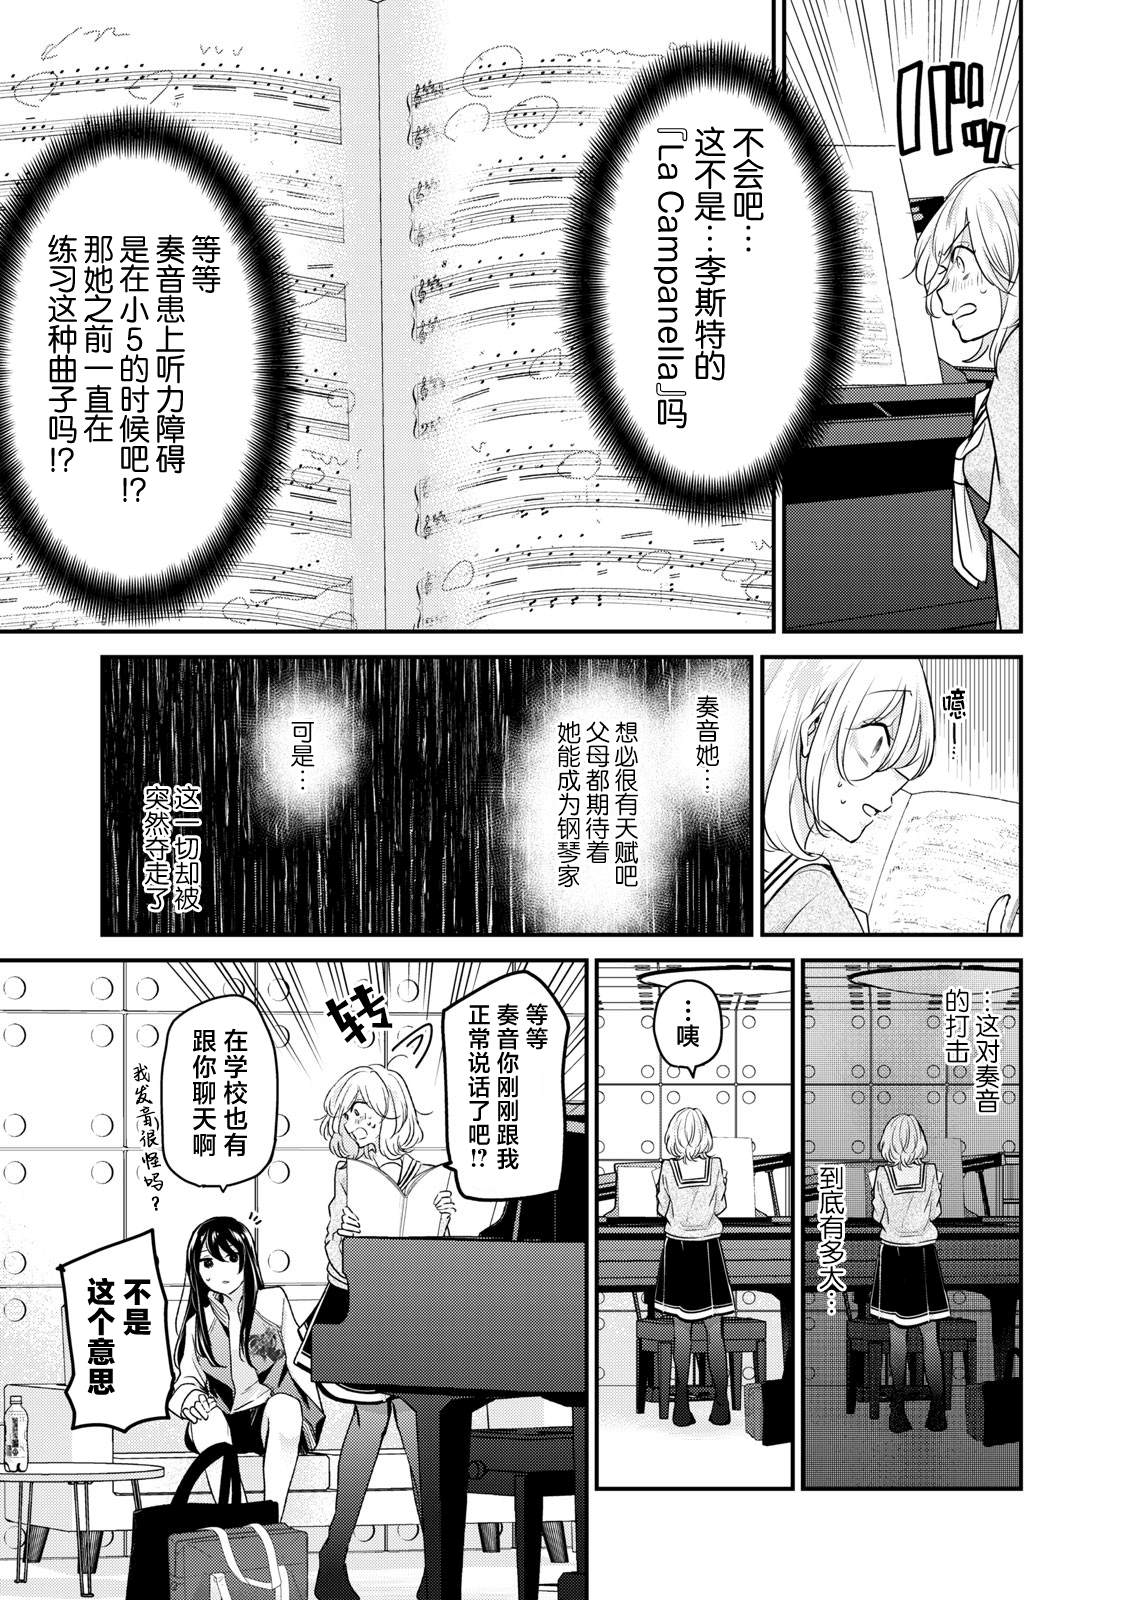 バッ
不会吧…
这不是…李斯特的
『La Campanella』吗
等等
奏音患上听力障碍
是在小5的时候吧!?
那她之前一直在
练习这种曲子吗!?
噫——…
奏音她…
想必很有天赋吧
父母都期待着
她能成为钢琴家
可是…
这一切却被
突然夺走了
…这对奏音
的打击
到底有多大…
…咦
等等
奏音你刚刚跟我
正常说话了吧!?
转
在学校也有
跟你聊天啊
我发音很怪吗？
不是
这个意思